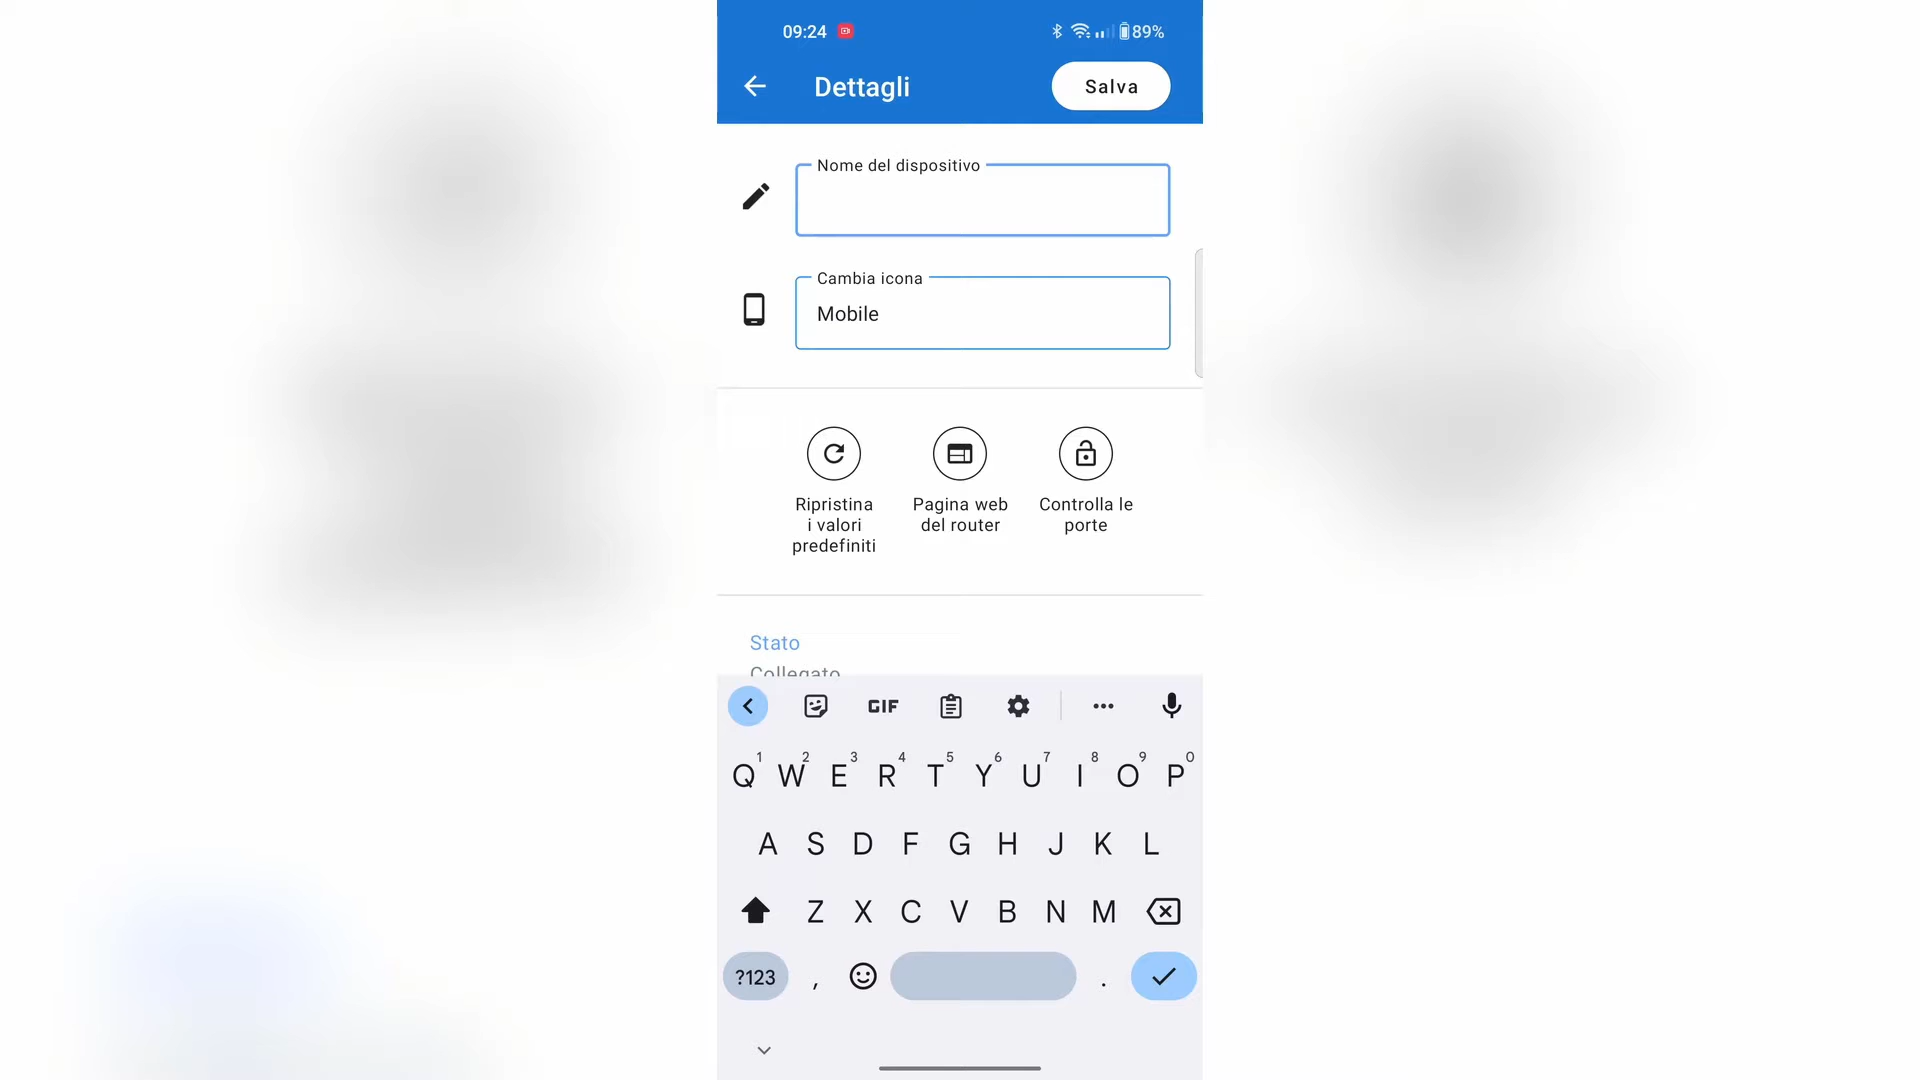 09:24 89%
Dettagli
Salva
Nome del dispositivo
Cambia icona
Mobile
Ripristina
i valori
predefiniti
Pagina web
del router
Controlla le
porte
Stato
Collegato
GIF
1 2 3 4 5 6 7 8 9 0
Q W E R T Y U I O P
A S D F G H J K L
Z X C V B N M
?123 , .